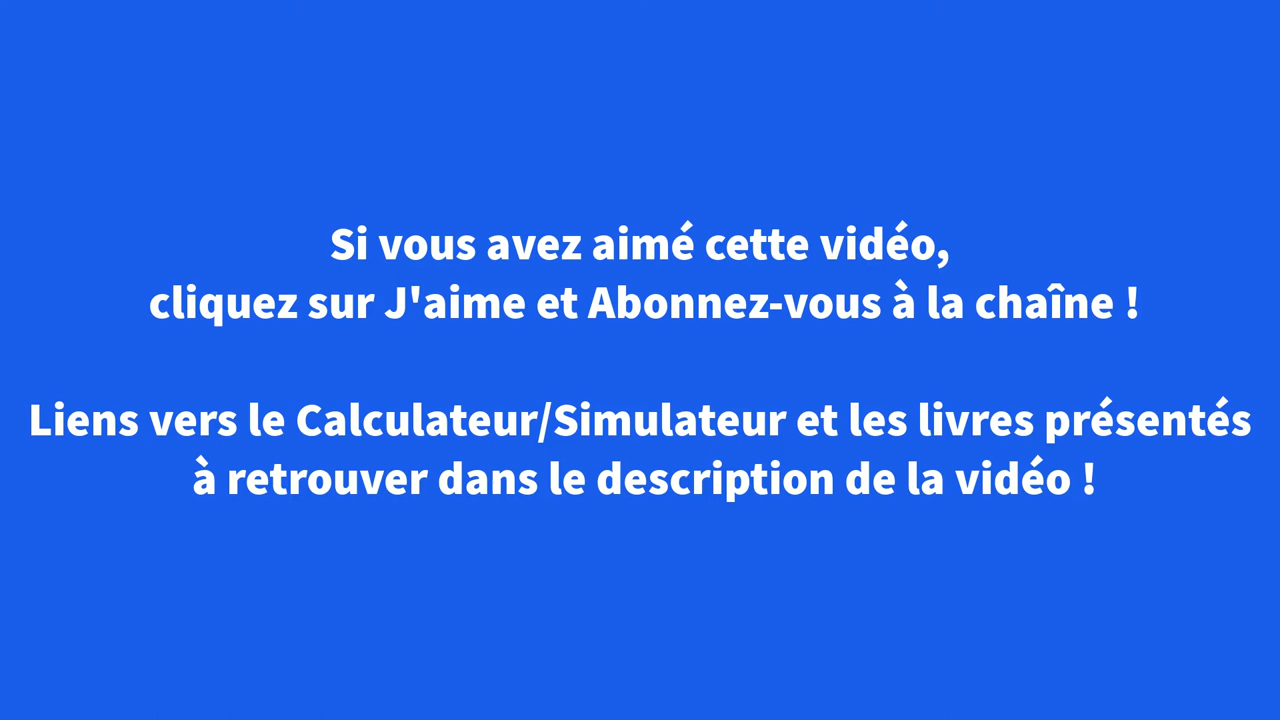 Si vous avez aimé cette vidéo,
cliquez sur J'aime et Abonnez-vous à la chaîne !
Liens vers le Calculateur/Simulateur et les livres présentés
à retrouver dans le description de la vidéo !